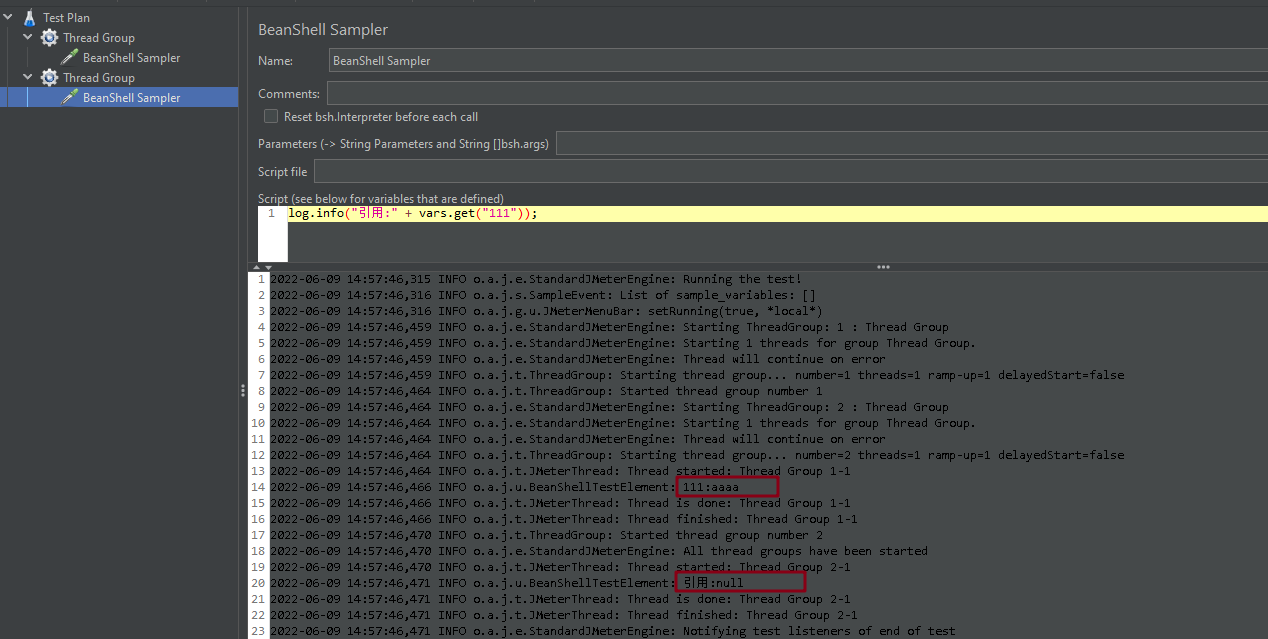 Test Plan
Thread Group
BeanShell Sampler
Thread Group
BeanShell Sampler
BeanShell Sampler
Name: BeanShell Sampler
Comments:
Reset bsh.Interpreter before each call
Parameters (-> String Parameters and String []bsh.args)
Script file
Script (see below for variables that are defined)
1 log.info("引用:" + vars.get("111"));
1 2022-06-09 14:57:46,315 INFO o.a.j.e.StandardJMeterEngine: Running the test!
2 2022-06-09 14:57:46,316 INFO o.a.j.s.SampleEvent: List of sample_variables: []
3 2022-06-09 14:57:46,316 INFO o.a.j.g.u.JMeterMenuBar: setRunning(true, *local*)
4 2022-06-09 14:57:46,459 INFO o.a.j.e.StandardJMeterEngine: Starting ThreadGroup: 1 : Thread Group
5 2022-06-09 14:57:46,459 INFO o.a.j.e.StandardJMeterEngine: Starting 1 threads for group Thread Group.
6 2022-06-09 14:57:46,459 INFO o.a.j.e.StandardJMeterEngine: Thread will continue on error
7 2022-06-09 14:57:46,459 INFO o.a.j.t.ThreadGroup: Starting thread group... number=1 threads=1 ramp-up=1 delayedStart=false
8 2022-06-09 14:57:46,464 INFO o.a.j.t.ThreadGroup: Started thread group number 1
9 2022-06-09 14:57:46,464 INFO o.a.j.e.StandardJMeterEngine: Starting ThreadGroup: 2 : Thread Group
10 2022-06-09 14:57:46,464 INFO o.a.j.e.StandardJMeterEngine: Starting 1 threads for group Thread Group.
11 2022-06-09 14:57:46,464 INFO o.a.j.e.StandardJMeterEngine: Thread will continue on error
12 2022-06-09 14:57:46,464 INFO o.a.j.t.ThreadGroup: Starting thread group... number=2 threads=1 ramp-up=1 delayedStart=false
13 2022-06-09 14:57:46,464 INFO o.a.j.t.JMeterThread: Thread started: Thread Group 1-1
14 2022-06-09 14:57:46,466 INFO o.a.j.u.BeanShellTestElement: 111:aaaa
15 2022-06-09 14:57:46,466 INFO o.a.j.t.JMeterThread: Thread is done: Thread Group 1-1
16 2022-06-09 14:57:46,466 INFO o.a.j.t.JMeterThread: Thread finished: Thread Group 1-1
17 2022-06-09 14:57:46,470 INFO o.a.j.t.ThreadGroup: Started thread group number 2
18 2022-06-09 14:57:46,470 INFO o.a.j.e.StandardJMeterEngine: All thread groups have been started
19 2022-06-09 14:57:46,470 INFO o.a.j.t.JMeterThread: Thread started: Thread Group 2-1
20 2022-06-09 14:57:46,471 INFO o.a.j.u.BeanShellTestElement: 引用:null
21 2022-06-09 14:57:46,471 INFO o.a.j.t.JMeterThread: Thread is done: Thread Group 2-1
22 2022-06-09 14:57:46,471 INFO o.a.j.t.JMeterThread: Thread finished: Thread Group 2-1
23 2022-06-09 14:57:46,471 INFO o.a.j.e.StandardJMeterEngine: Notifying test listeners of end of test